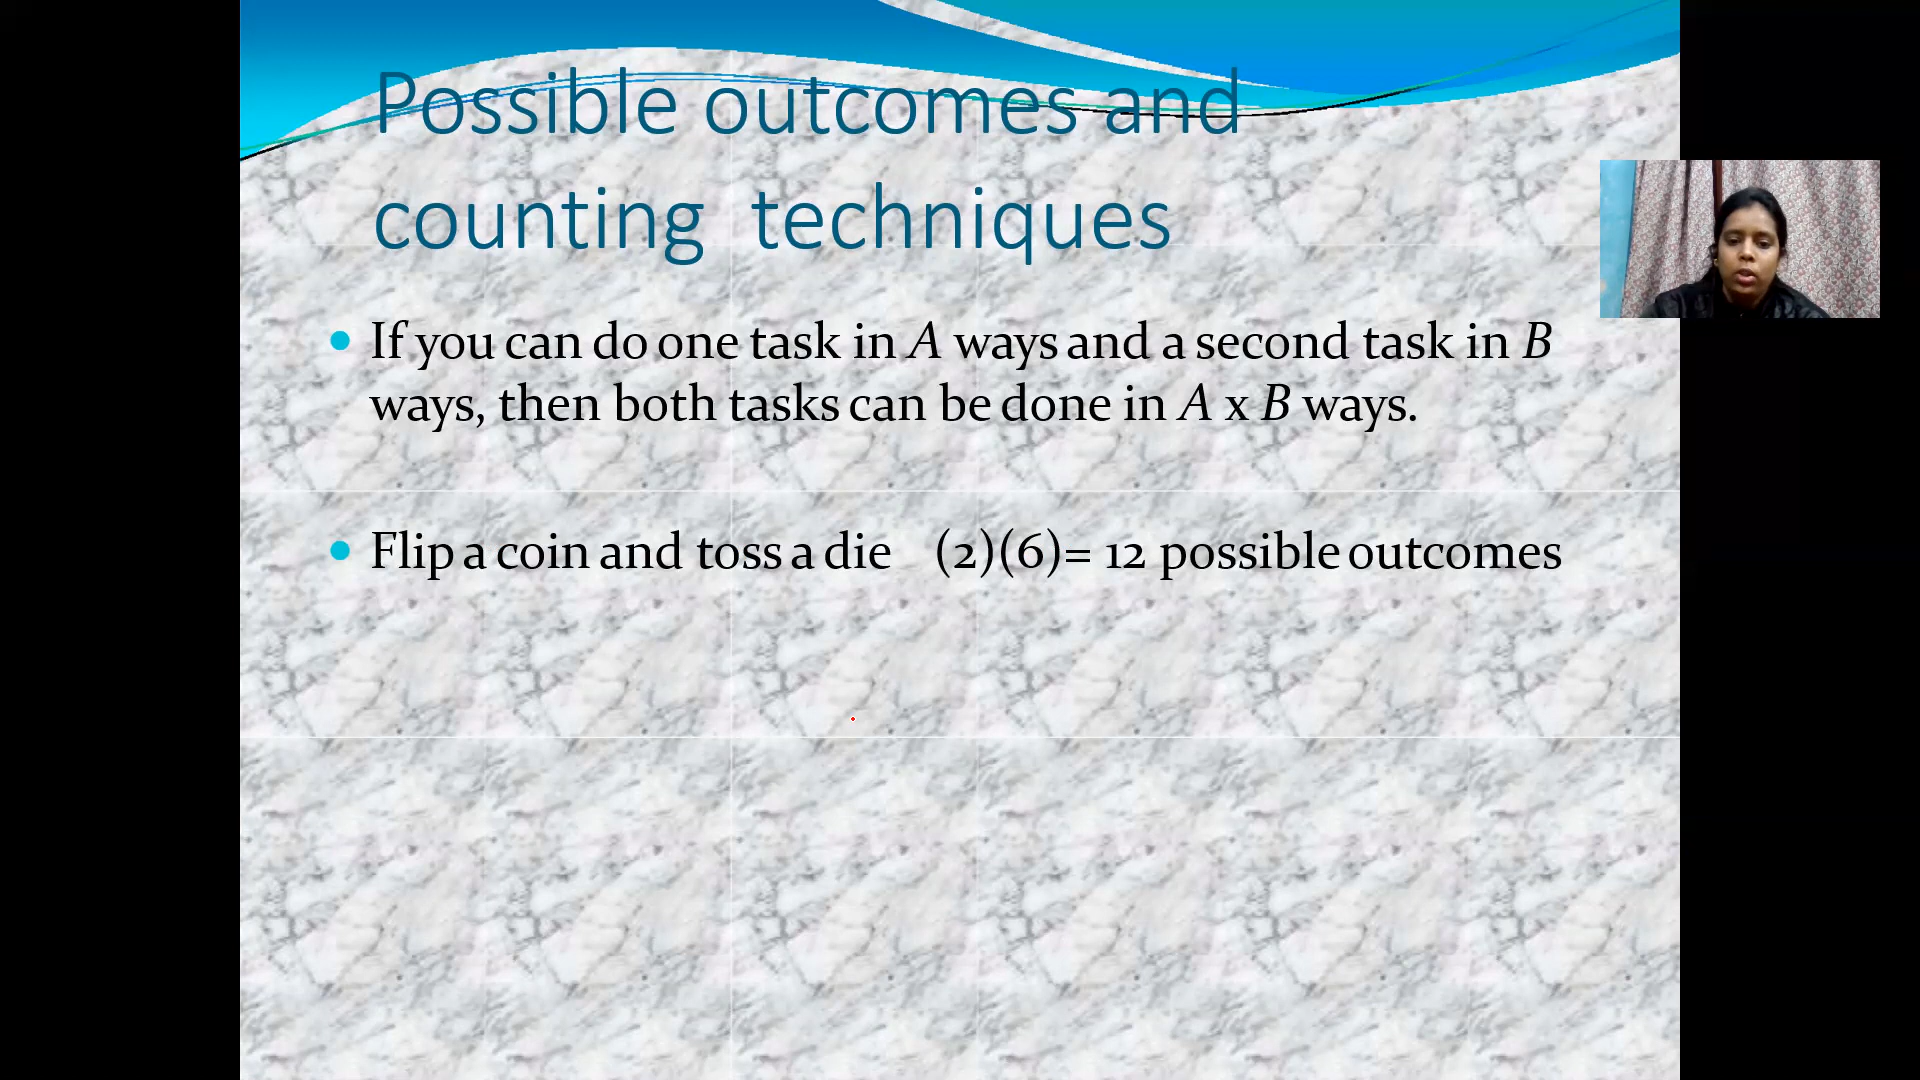 Possible outcomes and
counting techniques
If you can do one task in A ways and a second task in B
ways, then both tasks can be done in A x B ways.
Flip a coin and toss a die (2)(6)= 12 possible outcomes